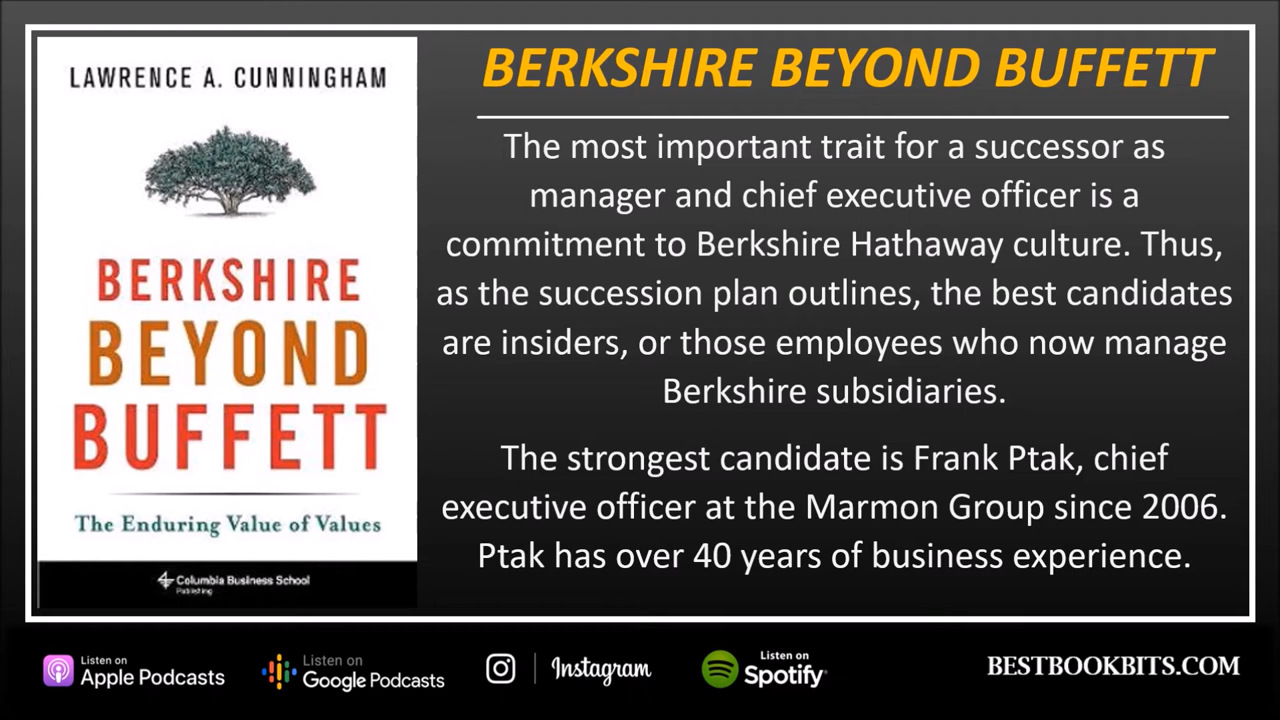 LAWRENCE A. CUNNINGHAM
BERKSHIRE
BEYOND
BUFFETT
The Enduring Value of Values
Columbia Business School
Publishing
BERKSHIRE BEYOND BUFFETT
The most important trait for a successor as
manager and chief executive officer is a
commitment to Berkshire Hathaway culture. Thus,
as the succession plan outlines, the best candidates
are insiders, or those employees who now manage
Berkshire subsidiaries.
The strongest candidate is Frank Ptak, chief
executive officer at the Marmon Group since 2006.
Ptak has over 40 years of business experience.
Listen on
Apple Podcasts
Listen on
Google Podcasts
Instagram
Listen on
Spotify
BESTBOOKBITS.COM